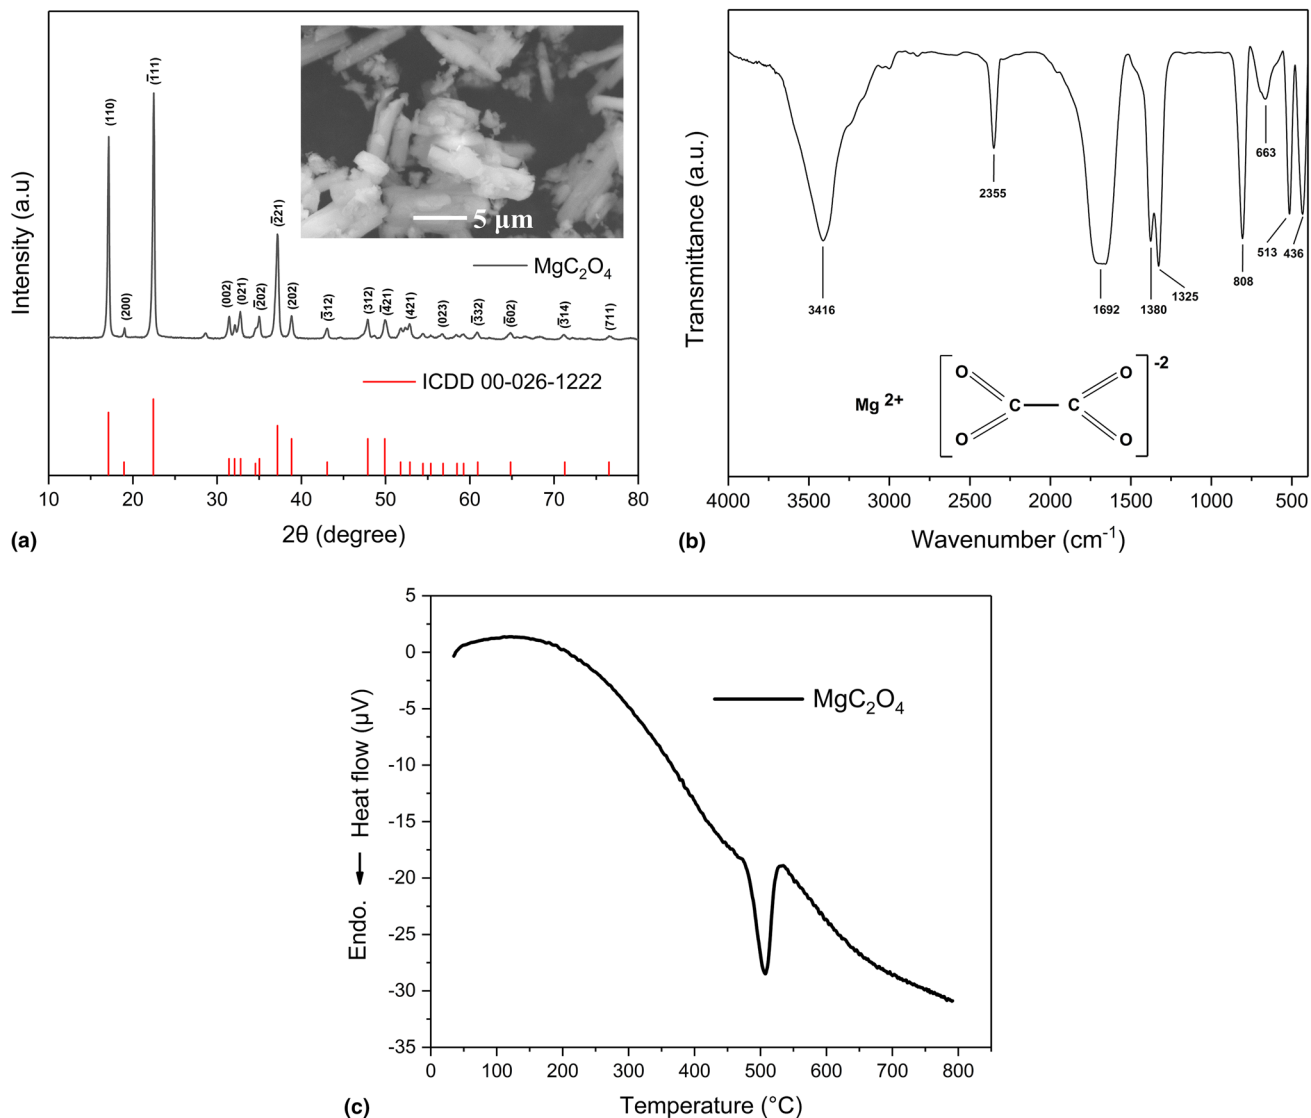 Intensity (a.u)
(110)
(200)
(1̅11)
(002)
(021)
(2̅02)
(2̅21)
(202)
(3̅12)
(312)
(4̅21)
(421)
(023)
(3̅32)
(6̅02)
(3̅14)
(711)
5 µm
MgC₂O₄
ICDD 00-026-1222
10 20 30 40 50 60 70 80
2θ (degree)
(a)
Transmittance (a.u.)
3416
2355
1692
1380
1325
808
663
513
436
Mg 2+
O O -2
C C
O O
4000 3500 3000 2500 2000 1500 1000 500
Wavenumber (cm⁻¹)
(b)
Endo. ← Heat flow (µV)
5
0
-5
-10
-15
-20
-25
-30
-35
MgC₂O₄
0 100 200 300 400 500 600 700 800
Temperature (°C)
(c)